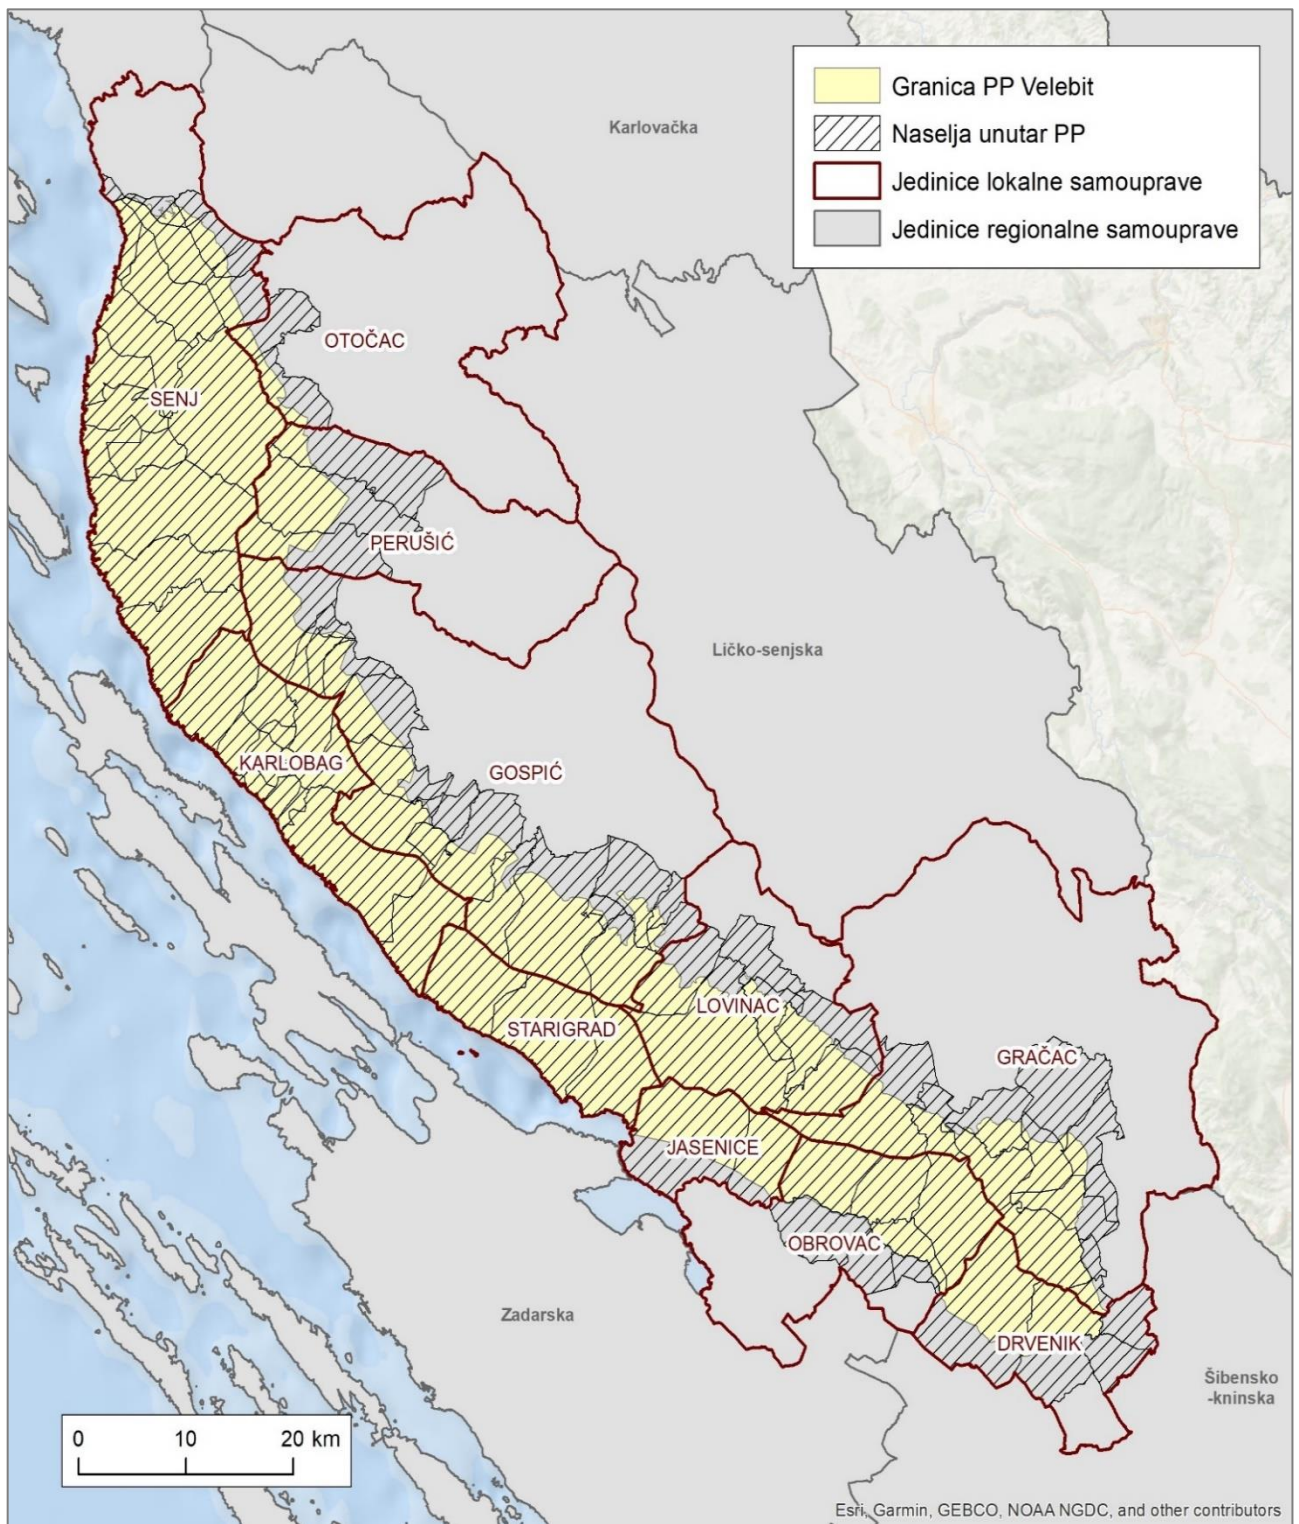 Granica PP Velebit
Naselja unutar PP
Jedinice lokalne samouprave
Jedinice regionalne samouprave
Karlovačka
OTOČAC
SENJ
PERUŠIĆ
Ličko-senjska
KARLOBAG
GOSPIĆ
LOVINAC
STARIGRAD
GRAČAC
JASENICE
OBROVAC
Zadarska
DRVENIK
Šibensko
-kninska
0 10 20 km
Esri, Garmin, GEBCO, NOAA NGDC, and other contributors